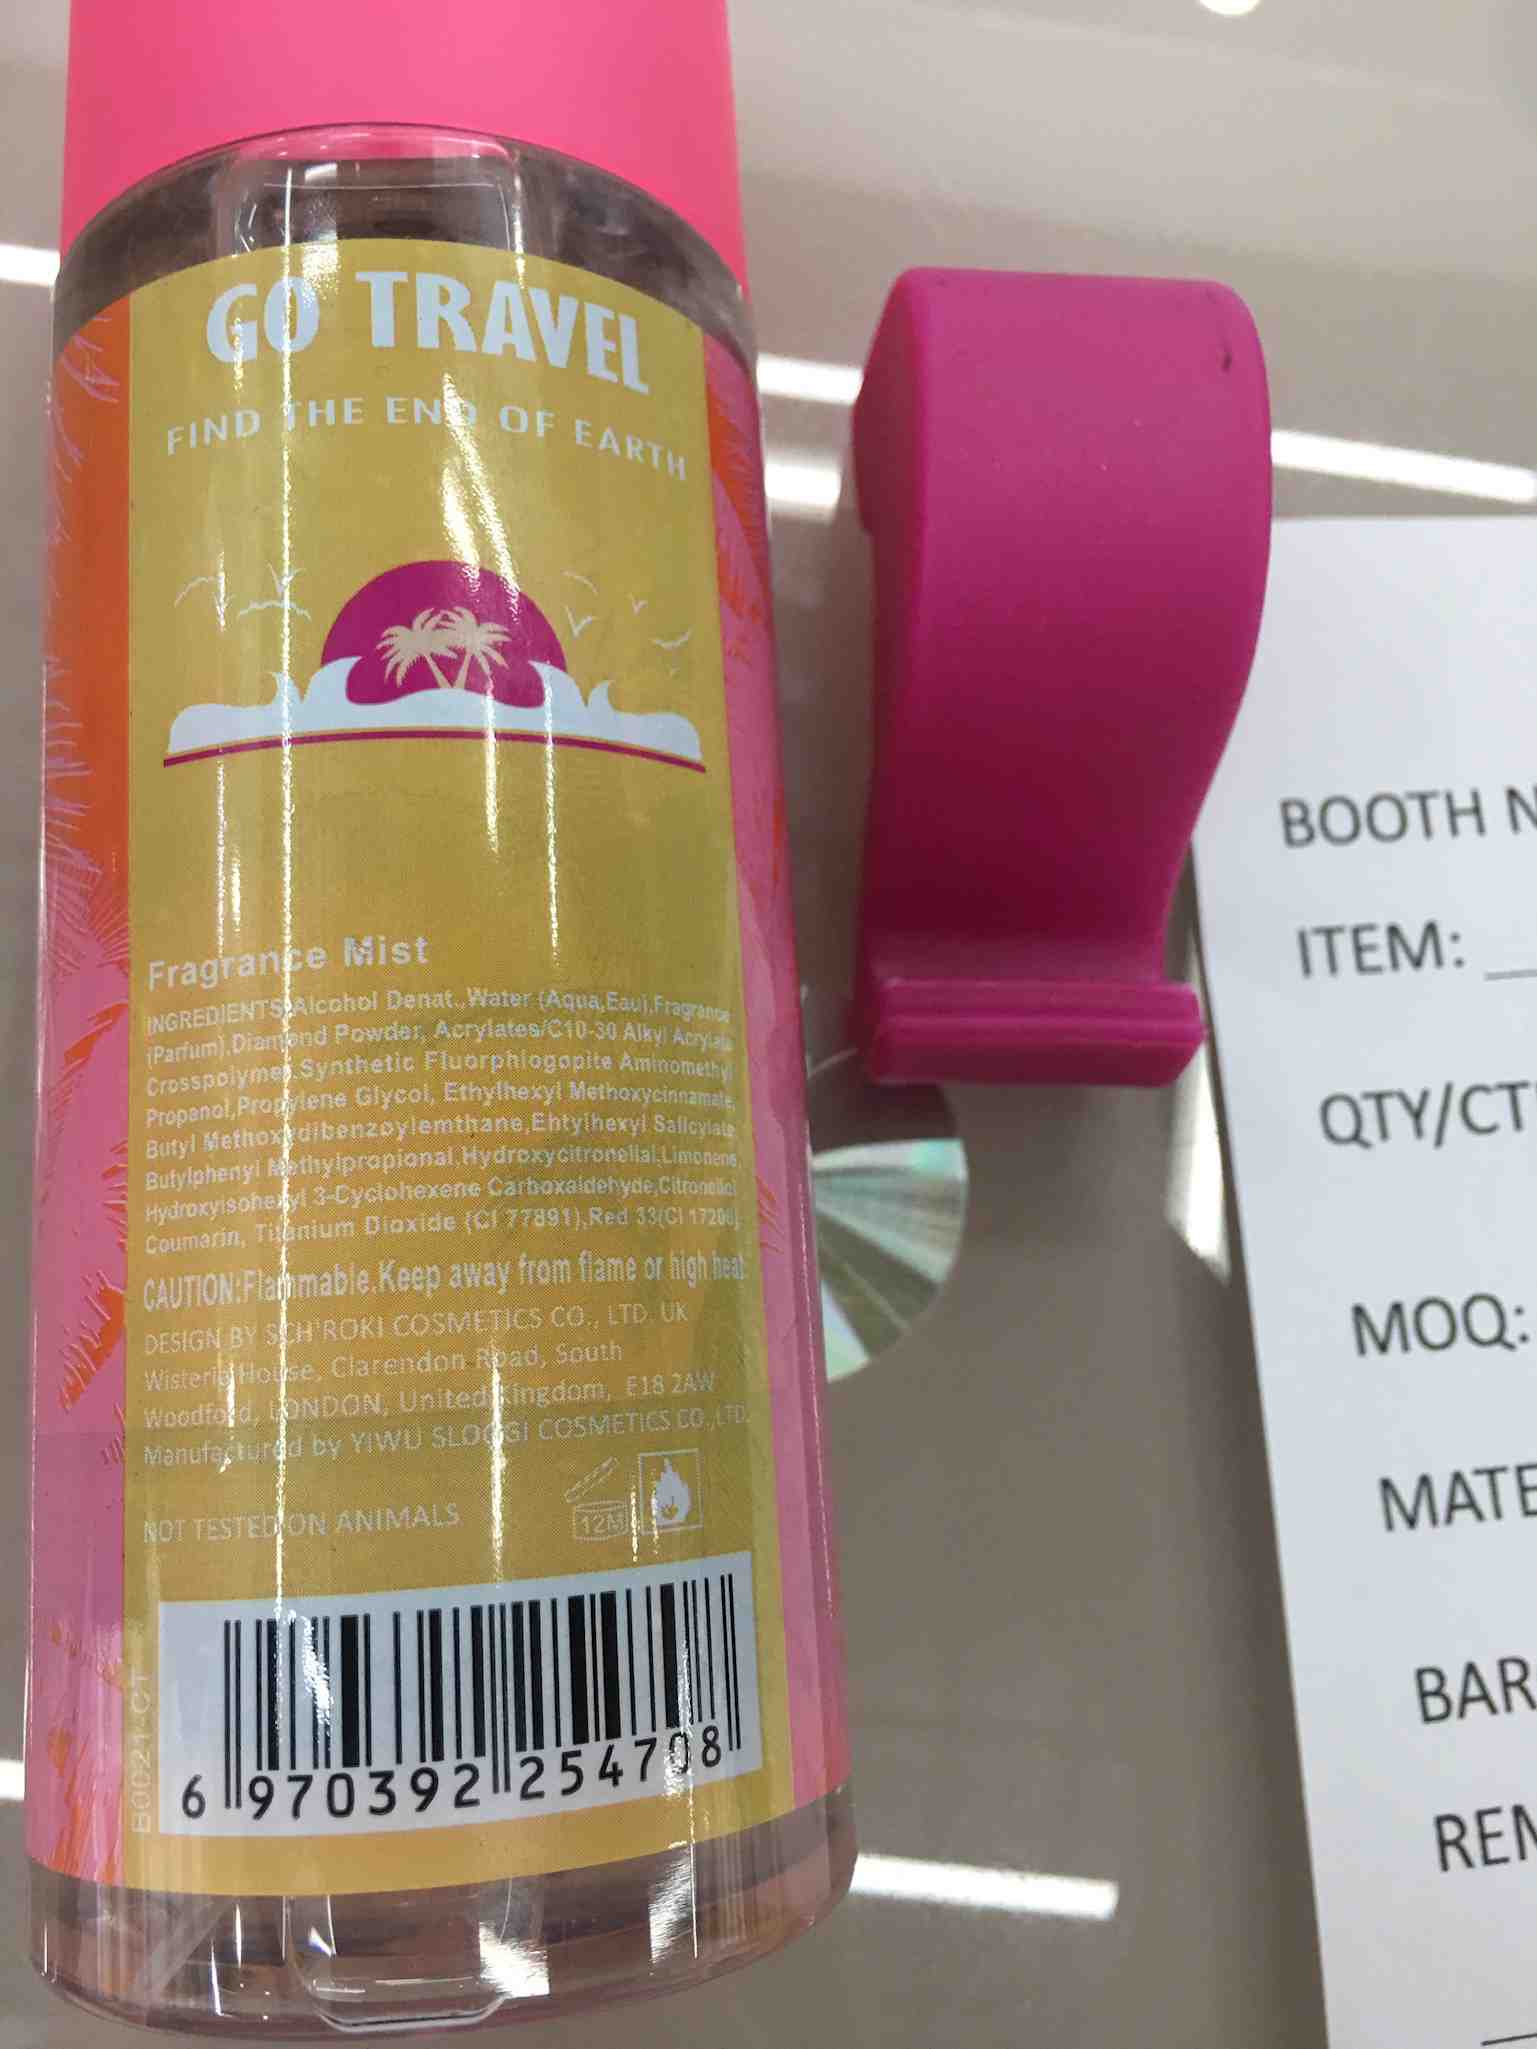 GO TRAVEL
FIND THE END OF EARTH
Fragrance Mist
INGREDIENTS:Alcohol Denat.,Water (Aqua,Eau),Fragrance
(Parfum),Diamond Powder, Acrylates/C10-30 Alkyl Acrylate
Crosspolymer,Synthetic Fluorphlogopite Aminomethyl
Propanol,Propylene Glycol, Ethylhexyl Methoxycinnamate,
Butyl Methoxydibenzoylemthane,Ehtylhexyl Salicylate
Butylphenyl Methylpropional,Hydroxycitronellal,Limonene,
Hydroxyisohexyl 3-Cyclohexene Carboxaldehyde,Citronellol
Coumarin, Titanium Dioxide (CI 77891),Red 33(CI 17200)
CAUTION:Flammable.Keep away from flame or high heat
DESIGN BY SCH'ROKI COSMETICS CO., LTD. UK
Wisteria House, Clarendon Road, South
Woodford, LONDON, United Kingdom, E18 2AW
Manufactured by YIWU SLOGGI COSMETICS CO.,LTD.
NOT TESTED ON ANIMALS
12M
B0021-CT
6 970392 254708
BOOTH N
ITEM:
QTY/CT
MOQ:
MATE
BAR
REM